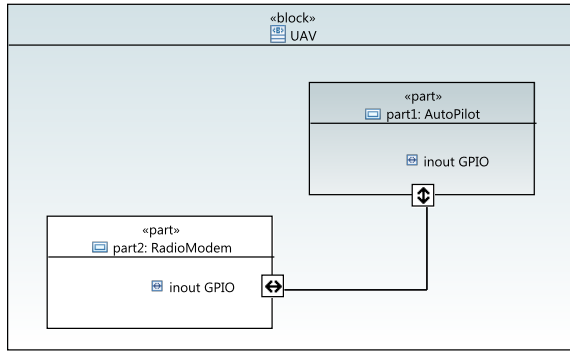 «block»
UAV
«part»
part1: AutoPilot
inout GPIO
«part»
part2: RadioModem
inout GPIO